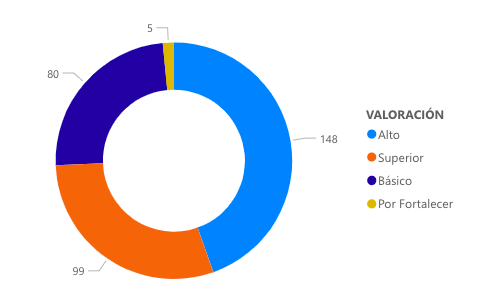 5
80
148
99
VALORACIÓN
Alto
Superior
Básico
Por Fortalecer